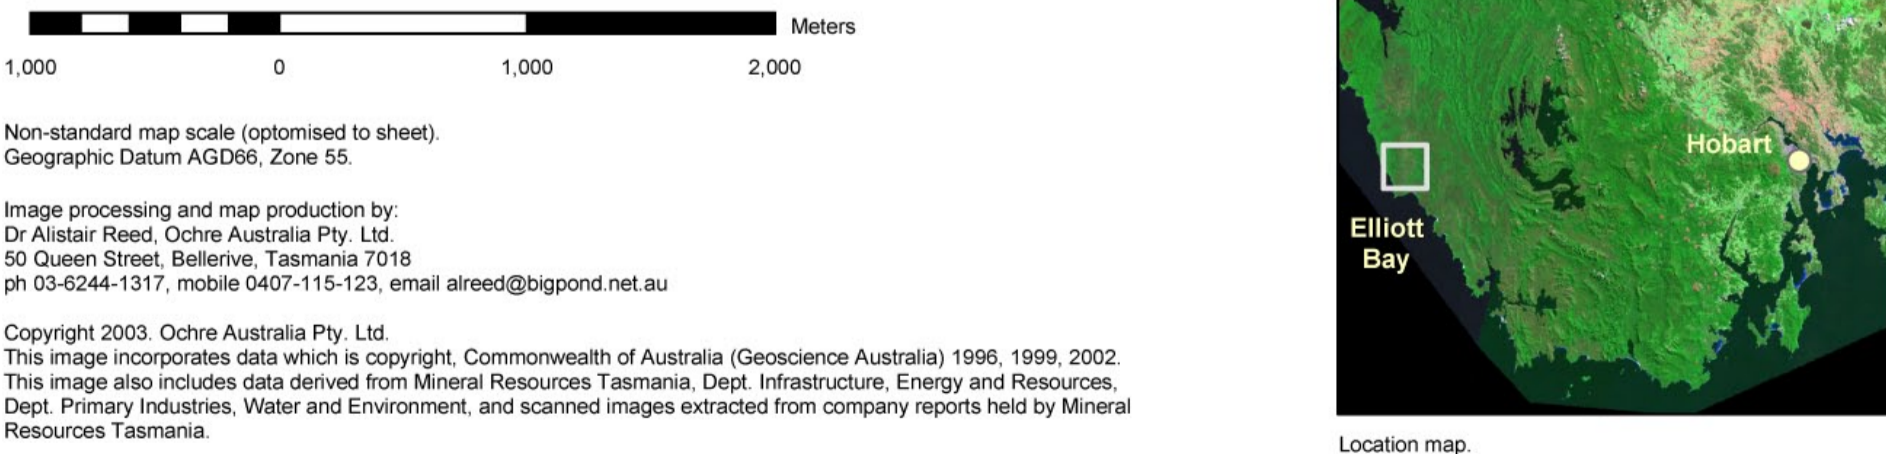 Meters
1,000 0 1,000 2,000
Non-standard map scale (optomised to sheet).
Geographic Datum AGD66, Zone 55.
Image processing and map production by:
Dr Alistair Reed, Ochre Australia Pty. Ltd.
50 Queen Street, Bellerive, Tasmania 7018
ph 03-6244-1317, mobile 0407-115-123, email alreed@bigpond.net.au
Copyright 2003. Ochre Australia Pty. Ltd.
This image incorporates data which is copyright, Commonwealth of Australia (Geoscience Australia) 1996, 1999, 2002.
This image also includes data derived from Mineral Resources Tasmania, Dept. Infrastructure, Energy and Resources,
Dept. Primary Industries, Water and Environment, and scanned images extracted from company reports held by Mineral
Resources Tasmania.
Hobart
Elliott
Bay
Location map.